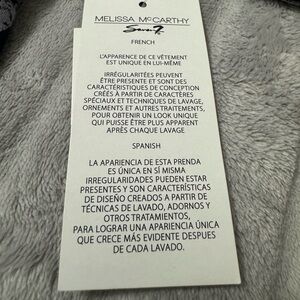 MELISSA McCARTHY
Seven7
FRENCH
L'APPARENCE DE CE VÊTEMENT
EST UNIQUE EN LUI-MÊME
IRRÉGULARITÉES PEUVENT
ÊTRE PRESENTE ET SONT DES
CARACTÉRISTIQUES DE CONCEPTION
CRÉES À PARTIR DE CARACTÈRES
SPÉCIAUX ET TECHNIQUES DE LAVAGE,
ORNEMENTS ET AUTRES TRAITEMENTS,
POUR OBTENIR UN LOOK UNIQUE
QUI PUISSE ÊTRE PLUS APPARENT
APRÈS CHAQUE LAVAGE
SPANISH
LA APARIENCIA DE ESTA PRENDA
ES ÚNICA EN SÍ MISMA
IRREGULARIDADES PUEDEN ESTAR
PRESENTES Y SON CARACTERÍSTICAS
DE DISEÑO CREADOS A PARTIR DE
TÉCNICAS DE LAVADO, ADORNOS Y
OTROS TRATAMIENTOS,
PARA LOGRAR UNA APARIENCIA ÚNICA
QUE CRECE MÁS EVIDENTE DESPUES
DE CADA LAVADO.